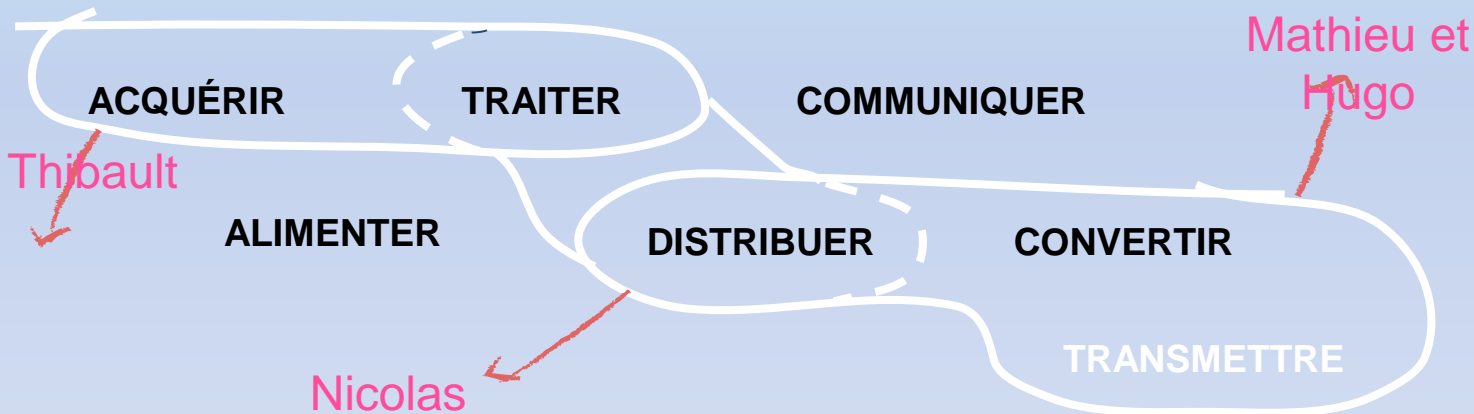 Mathieu et
Hugo
ACQUÉRIR TRAITER COMMUNIQUER
Thibault
ALIMENTER DISTRIBUER CONVERTIR
TRANSMETTRE
Nicolas